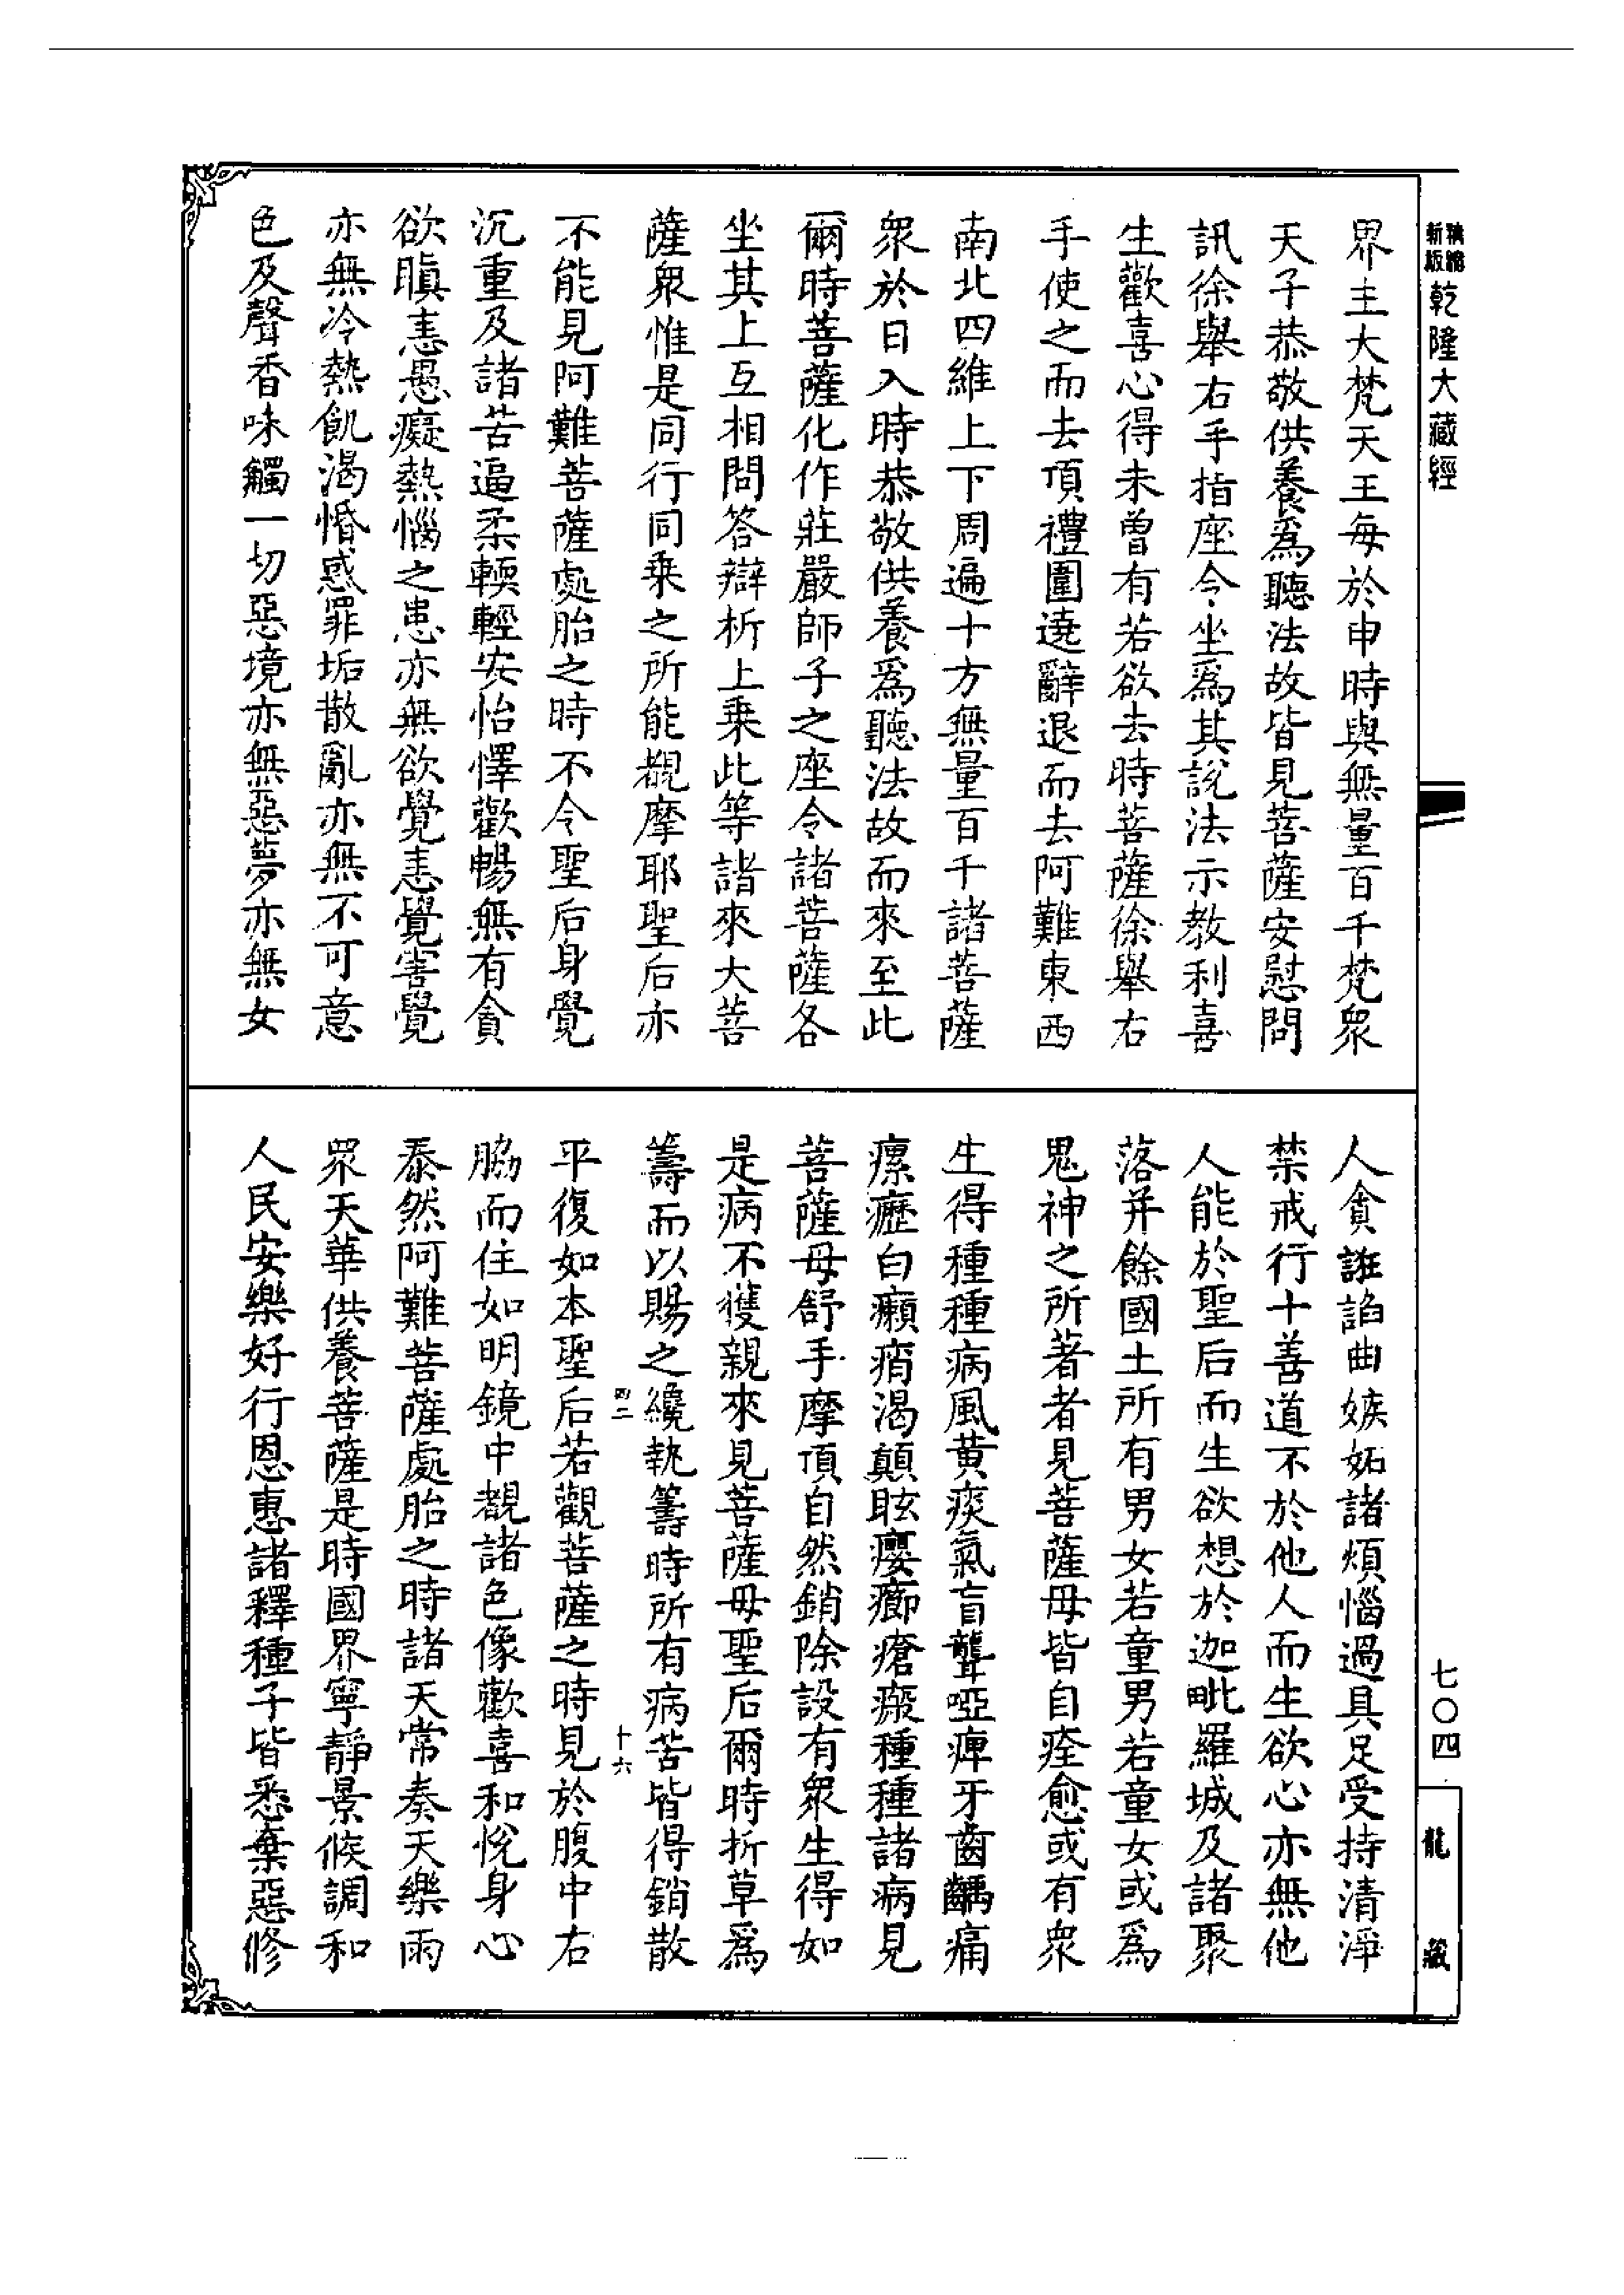 新版
乾隆大藏經
七〇四
龍藏
界主大梵天王每於申時與無量百千梵眾
天子恭敬供養爲聽法故皆見菩薩安慰問
訊徐舉右手指座令坐爲其說法示教利喜
生歡喜心得未曾有若欲去時菩薩徐舉右
手使之而去頂禮圍遶辭退而去阿難東西
南北四維上下周遍十方無量百千諸菩薩
眾於日入時恭敬供養爲聽法故而來至此
爾時菩薩化作莊嚴師子之座令諸菩薩各
坐其上互相問答辯析上乘此等諸來大菩
薩眾惟是同行同乘之所能覩摩耶聖后亦
不能見阿難菩薩處胎之時不令聖后身覺
沉重及諸苦逼柔輭輕安怡懌歡暢無有貪
欲瞋恚愚癡熱惱之患亦無欲覺恚覺害覺
亦無冷熱飢渴惛惑罪垢散亂亦無不可意
色及聲香味觸一切惡境亦無惡夢亦無女
人貪誑諂曲嫉妬諸煩惱過具足受持清淨
禁戒行十善道不於他人而生欲心亦無他
人能於聖后而生欲想於迦毗羅城及諸聚
落并餘國土所有男女若童男若童女或爲
鬼神之所著者見菩薩母皆自痊愈或有眾
生得種種病風黃痰氣盲聾啞痺牙齒齲痛
瘰癧白癩痟渴顛眩癭癤瘡瘢種種諸病見
菩薩母舒手摩頂自然銷除設有眾生得如
是病不獲親來見菩薩母聖后爾時折草爲
籌而以賜之纔執籌時所有病苦皆得銷散
四二 十六
平復如本聖后若觀菩薩之時見於腹中右
脇而住如明鏡中覩諸色像歡喜和悅身心
泰然阿難菩薩處胎之時諸天常奏天樂雨
眾天華供養菩薩是時國界寧靜景候調和
人民安樂好行恩惠諸釋種子皆悉棄惡修